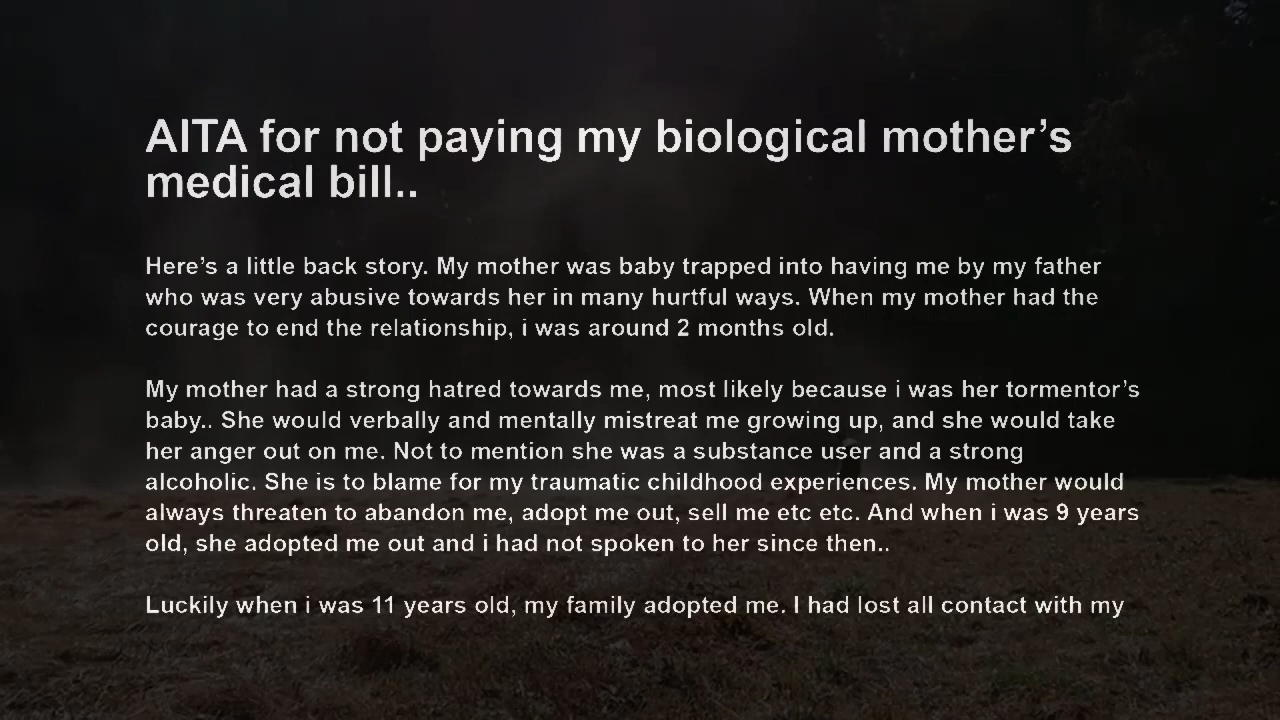 AITA for not paying my biological mother’s
medical bill..
Here’s a little back story. My mother was baby trapped into having me by my father
who was very abusive towards her in many hurtful ways. When my mother had the
courage to end the relationship, i was around 2 months old.
My mother had a strong hatred towards me, most likely because i was her tormentor’s
baby.. She would verbally and mentally mistreat me growing up, and she would take
her anger out on me. Not to mention she was a substance user and a strong
alcoholic. She is to blame for my traumatic childhood experiences. My mother would
always threaten to abandon me, adopt me out, sell me etc etc. And when i was 9 years
old, she adopted me out and i had not spoken to her since then..
Luckily when i was 11 years old, my family adopted me. I had lost all contact with my